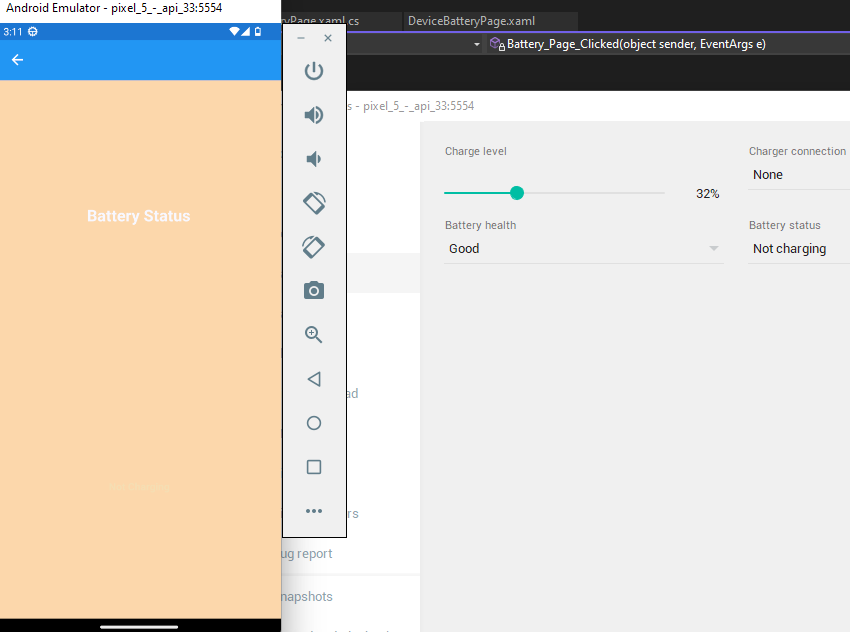 Android Emulator - pixel_5_-_api_33:5554
ryPage.xaml.cs
DeviceBatteryPage.xaml
3:11
Battery_Page_Clicked(object sender, EventArgs e)
s - pixel_5_-_api_33:5554
Charge level
Charger connection
None
32%
Battery Status
Battery health
Battery status
Good
Not charging
ad
rs
ug report
napshots